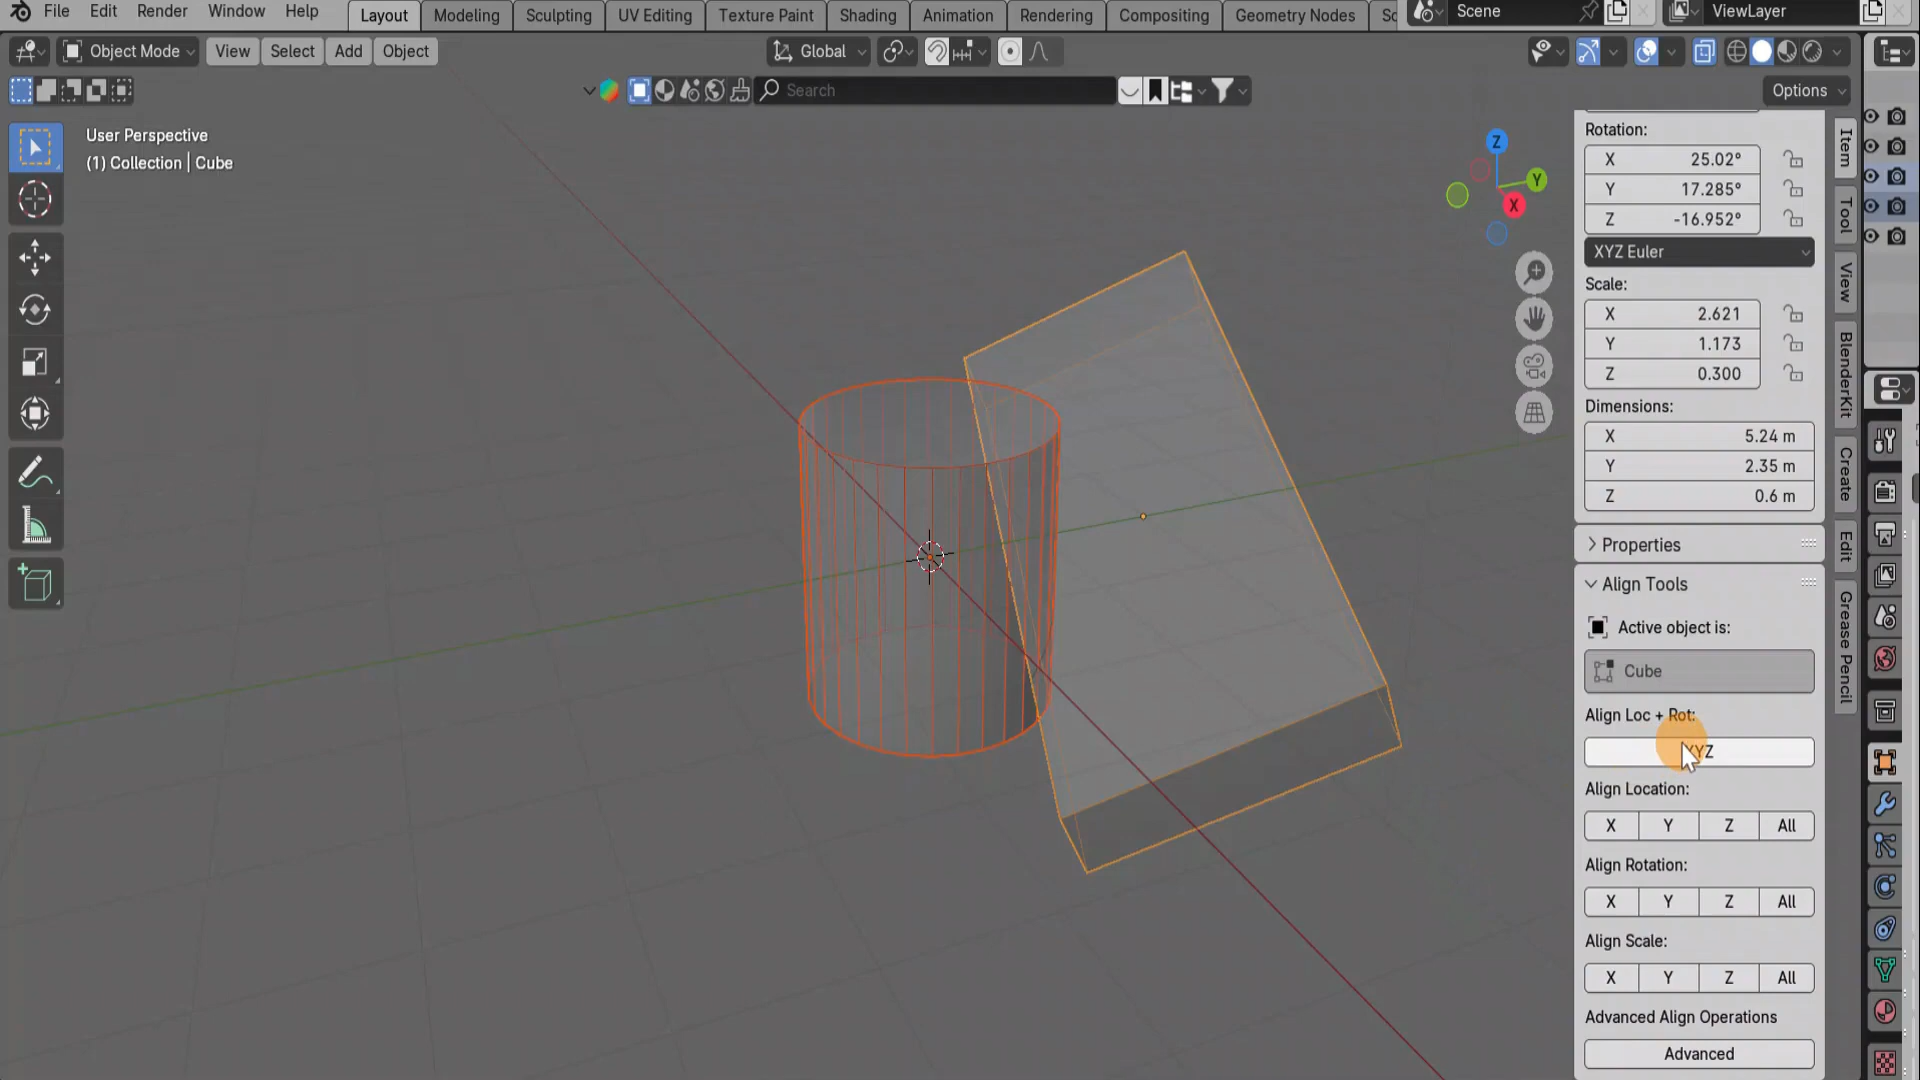 File Edit Render Window Help
Layout Modeling Sculpting UV Editing Texture Paint Shading Animation Rendering Compositing Geometry Nodes Sc
Scene
ViewLayer
Object Mode
View Select Add Object
Global
Search
Options
User Perspective
(1) Collection | Cube
Z
Y
X
Rotation:
X 25.02°
Y 17.285°
Z -16.952°
XYZ Euler
Scale:
X 2.621
Y 1.173
Z 0.300
Dimensions:
X 5.24 m
Y 2.35 m
Z 0.6 m
Properties
Align Tools
Active object is:
Cube
Align Loc + Rot:
XYZ
Align Location:
X Y Z All
Align Rotation:
X Y Z All
Align Scale:
X Y Z All
Advanced Align Operations
Advanced
Item
Tool
View
BlenderKit
Create
Edit
Grease Pencil